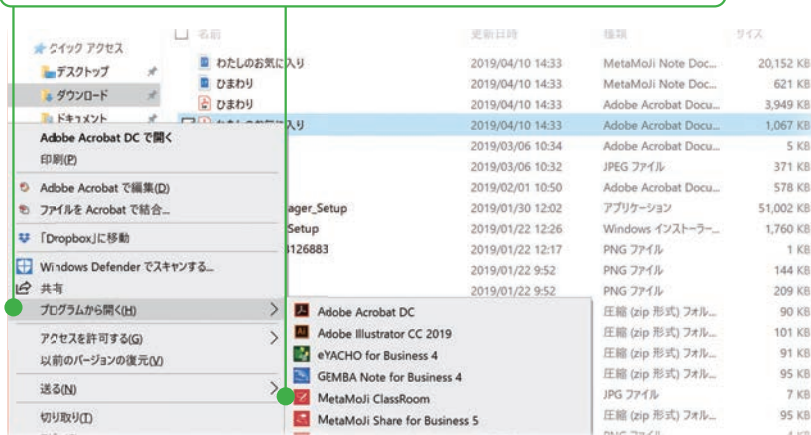 名前 更新日時 種類 サイズ
クイック アクセス
デスクトップ
ダウンロード
ドキュメント
わたしのお気に入り 2019/04/10 14:33 MetaMoJi Note Doc... 20,152 KB
ひまわり 2019/04/10 14:33 MetaMoJi Note Doc... 621 KB
ひまわり 2019/04/10 14:33 Adobe Acrobat Docu... 3,949 KB
わたしのお気に入り 2019/04/10 14:33 Adobe Acrobat Docu... 1,067 KB
2019/03/06 10:34 Adobe Acrobat Docu... 5 KB
2019/03/06 10:32 JPEG ファイル 371 KB
2019/02/01 10:50 Adobe Acrobat Docu... 578 KB
ager_Setup 2019/01/30 12:02 アプリケーション 51,002 KB
Setup 2019/01/22 12:26 Windows インストーラー... 1,760 KB
126883 2019/01/22 12:17 PNG ファイル 1 KB
2019/01/22 9:52 PNG ファイル 144 KB
2019/01/22 9:52 PNG ファイル 209 KB
圧縮 (zip 形式) フォル... 90 KB
圧縮 (zip 形式) フォル... 101 KB
圧縮 (zip 形式) フォル... 91 KB
圧縮 (zip 形式) フォル... 95 KB
JPG ファイル 7 KB
圧縮 (zip 形式) フォル... 95 KB
Adobe Acrobat DC で開く
印刷(P)
Adobe Acrobat で編集(D)
ファイルを Acrobat で結合...
「Dropbox」に移動
Windows Defender でスキャンする...
共有
プログラムから開く(H)
アクセスを許可する(G)
以前のバージョンの復元(V)
送る(N)
切り取り(T)
Adobe Acrobat DC
Adobe Illustrator CC 2019
eYACHO for Business 4
GEMBA Note for Business 4
MetaMoJi ClassRoom
MetaMoJi Share for Business 5